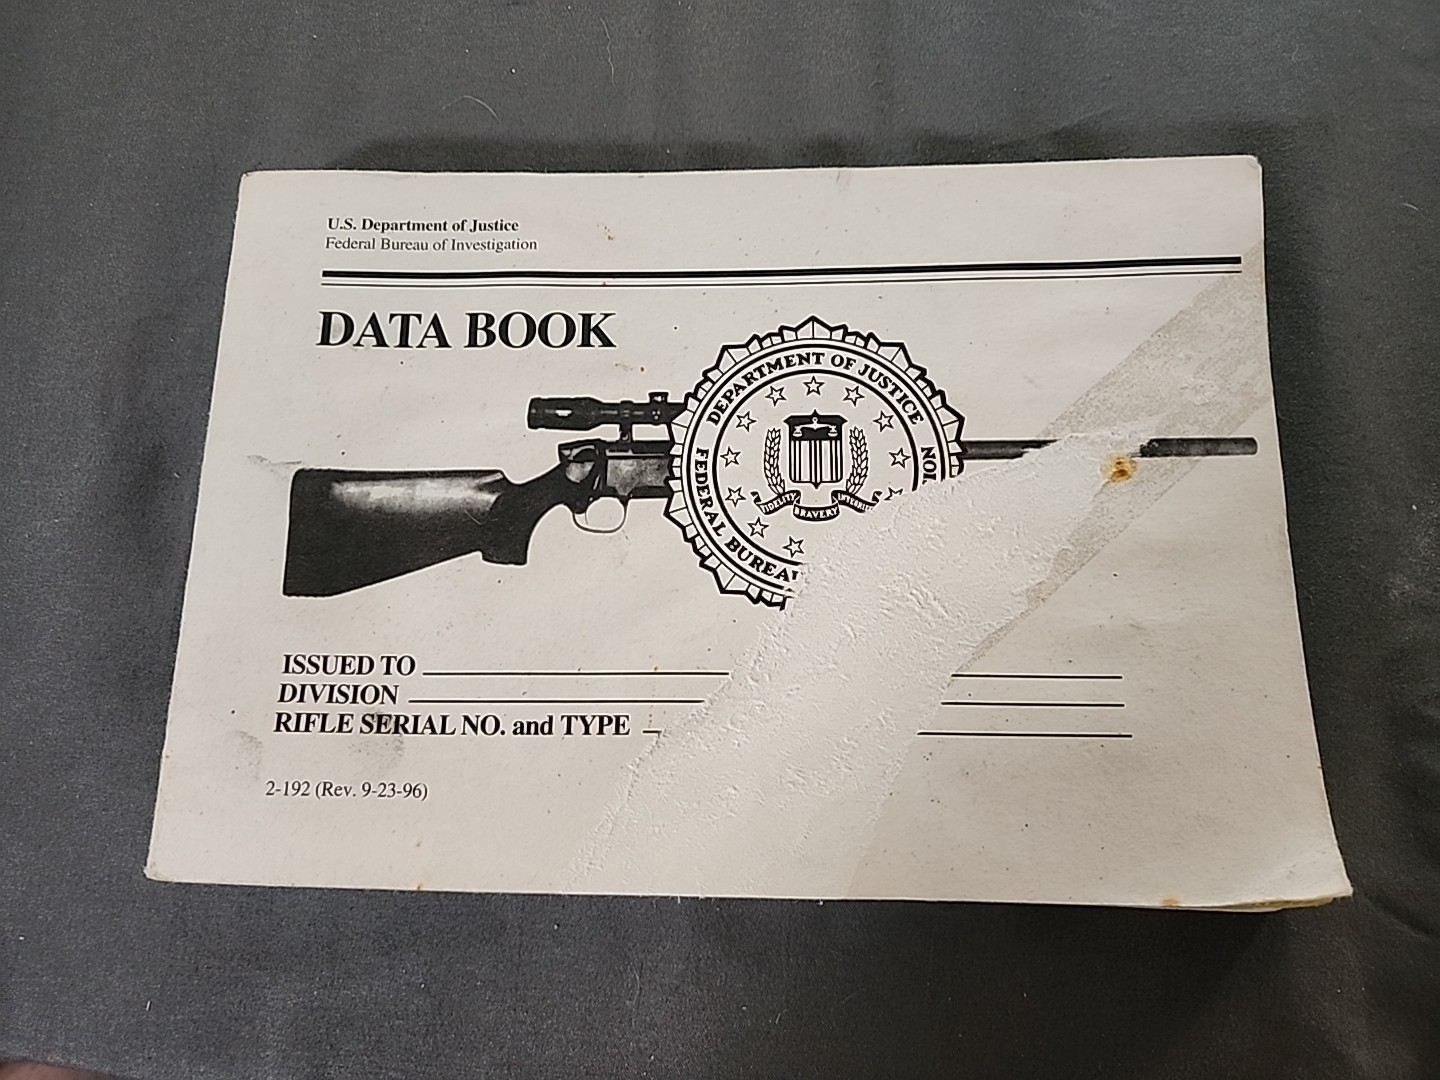 U.S. Department of Justice
Federal Bureau of Investigation
DATA BOOK
DEPARTMENT OF JUSTICE
FEDERAL BUREAU
FIDELITY BRAVERY
ISSUED TO
DIVISION
RIFLE SERIAL NO. and TYPE
2-192 (Rev. 9-23-96)